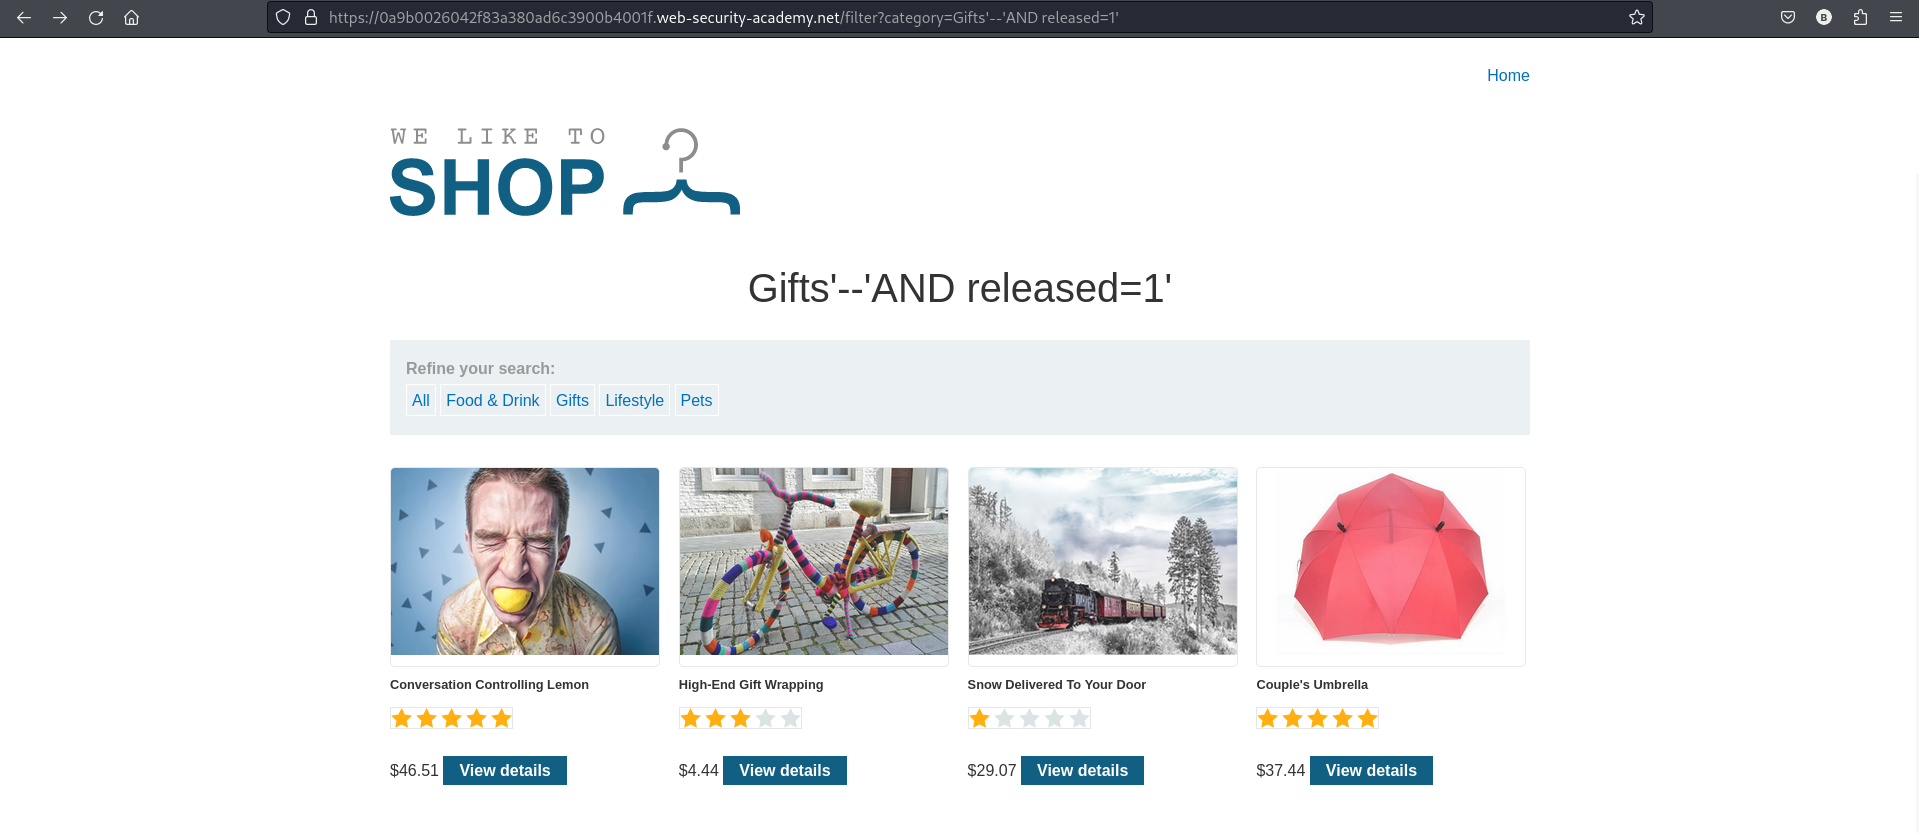 https://0a9b0026042f83a380ad6c3900b4001f.web-security-academy.net/filter?category=Gifts'--'AND released=1'
B
Home
WE LIKE TO
SHOP
Gifts'--'AND released=1'
Refine your search:
All Food & Drink Gifts Lifestyle Pets
Conversation Controlling Lemon High-End Gift Wrapping Snow Delivered To Your Door Couple's Umbrella
$46.51 View details $4.44 View details $29.07 View details $37.44 View details